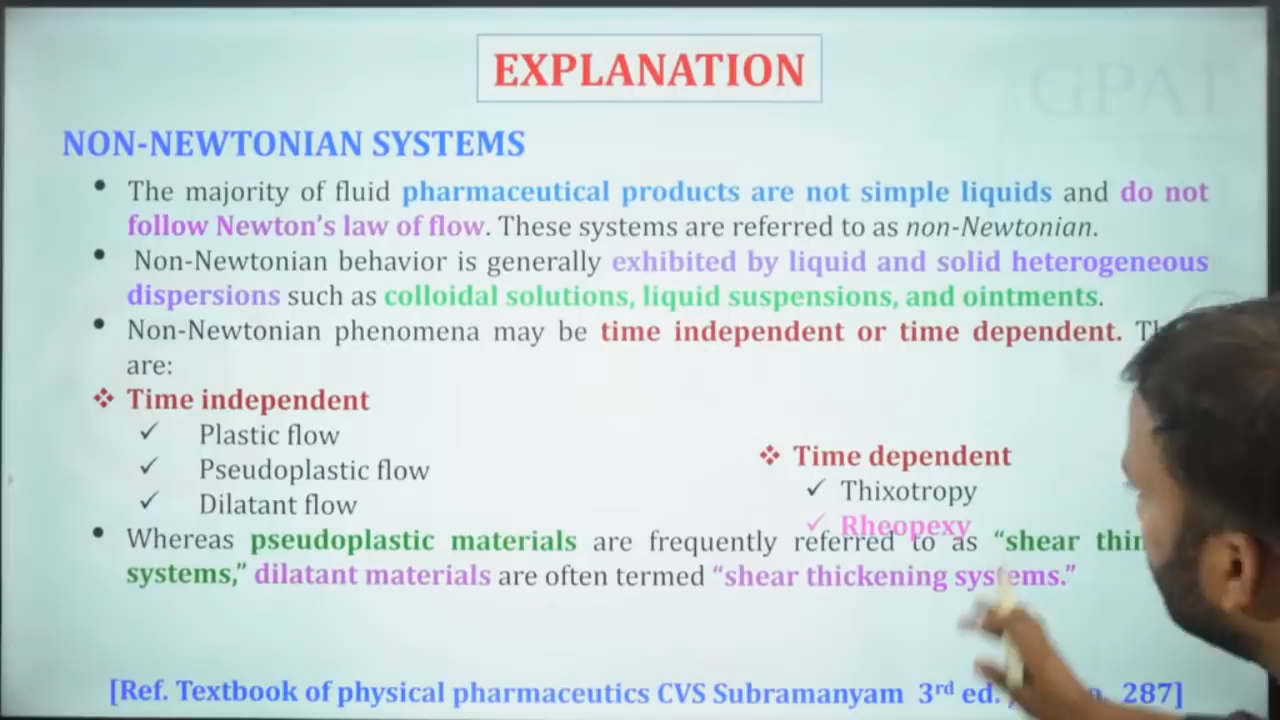 GPAT
EXPLANATION
NON-NEWTONIAN SYSTEMS
• The majority of fluid pharmaceutical products are not simple liquids and do not
follow Newton's law of flow. These systems are referred to as non-Newtonian.
• Non-Newtonian behavior is generally exhibited by liquid and solid heterogeneous
dispersions such as colloidal solutions, liquid suspensions, and ointments.
• Non-Newtonian phenomena may be time independent or time dependent.
are:
❖ Time independent
✓ Plastic flow
✓ Pseudoplastic flow
✓ Dilatant flow
❖ Time dependent
✓ Thixotropy
✓ Rheopexy
• Whereas pseudoplastic materials are frequently referred to as “shear
systems,” dilatant materials are often termed “shear thickening systems.”
[Ref. Textbook of physical pharmaceutics CVS Subramanyam 3rd ed. 287]